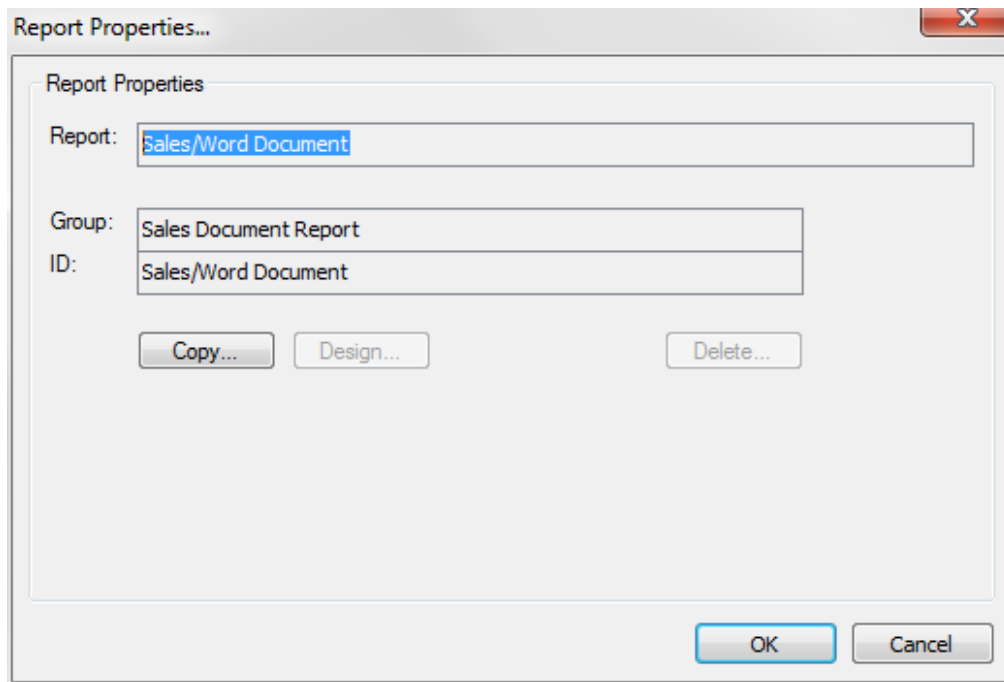 Report Properties...
Report Properties
Report: Sales/Word Document
Group: Sales Document Report
ID: Sales/Word Document
Copy... Design... Delete...
OK Cancel